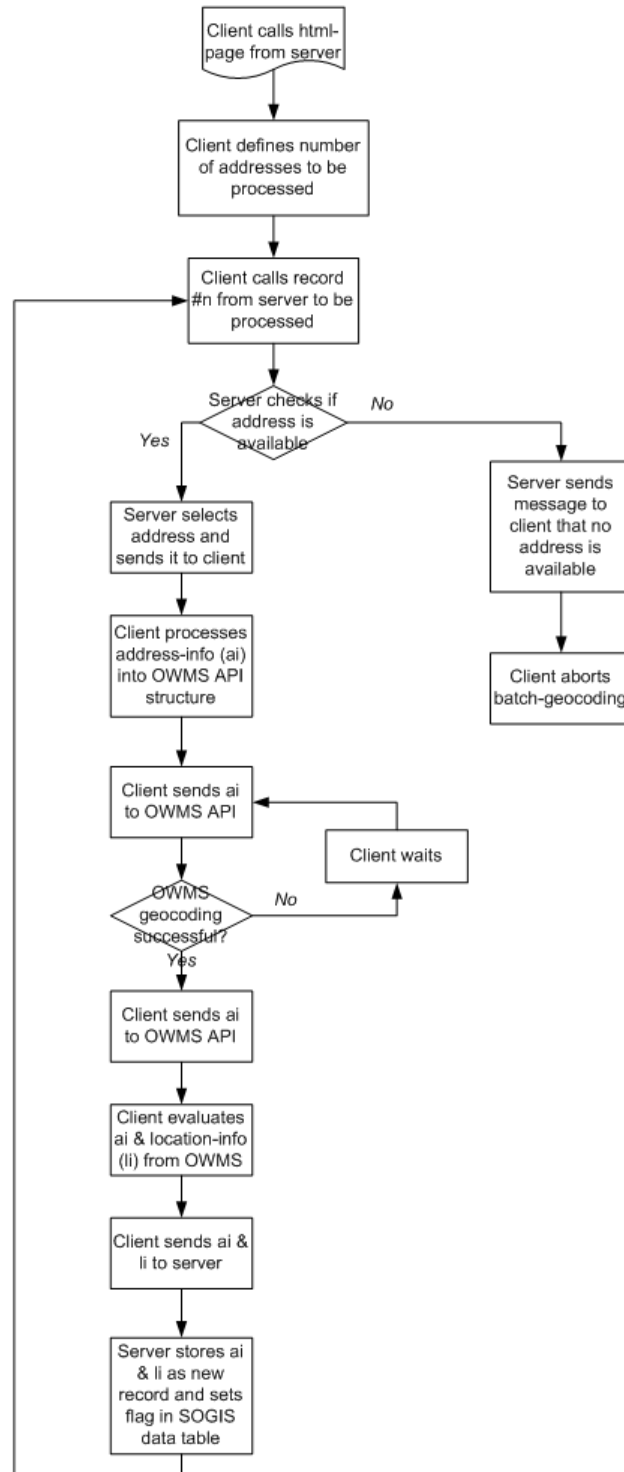 Client calls html-
page from server
Client defines number
of addresses to be
processed
Client calls record
#n from server to be
processed
Server checks if
address is
available
No
Yes
Server selects
address and
sends it to client
Server sends
message to
client that no
address is
available
Client processes
address-info (ai)
into OWMS API
structure
Client aborts
batch-geocoding
Client sends ai
to OWMS API
Client waits
OWMS
geocoding
successful?
No
Yes
Client sends ai
to OWMS API
Client evaluates
ai & location-info
(li) from OWMS
Client sends ai &
li to server
Server stores ai
& li as new
record and sets
flag in SOGIS
data table